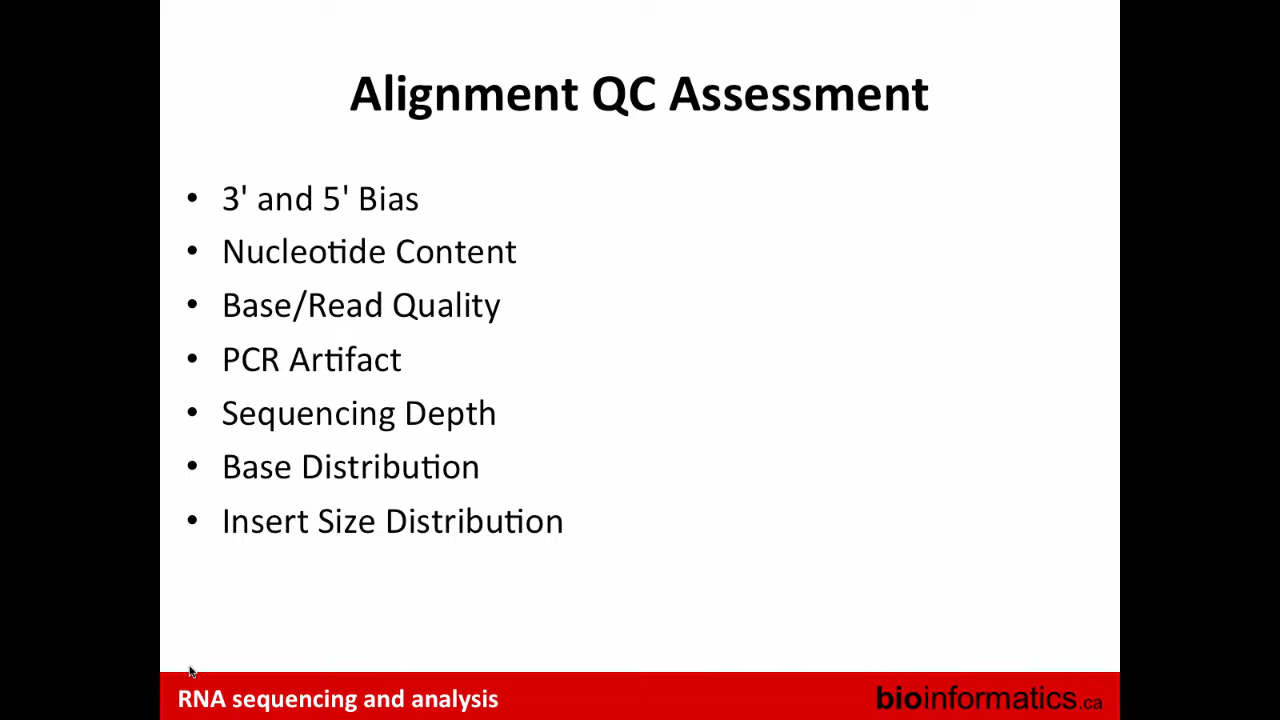 Alignment QC Assessment
• 3' and 5' Bias
• Nucleotide Content
• Base/Read Quality
• PCR Artifact
• Sequencing Depth
• Base Distribution
• Insert Size Distribution
RNA sequencing and analysis
bioinformatics.ca